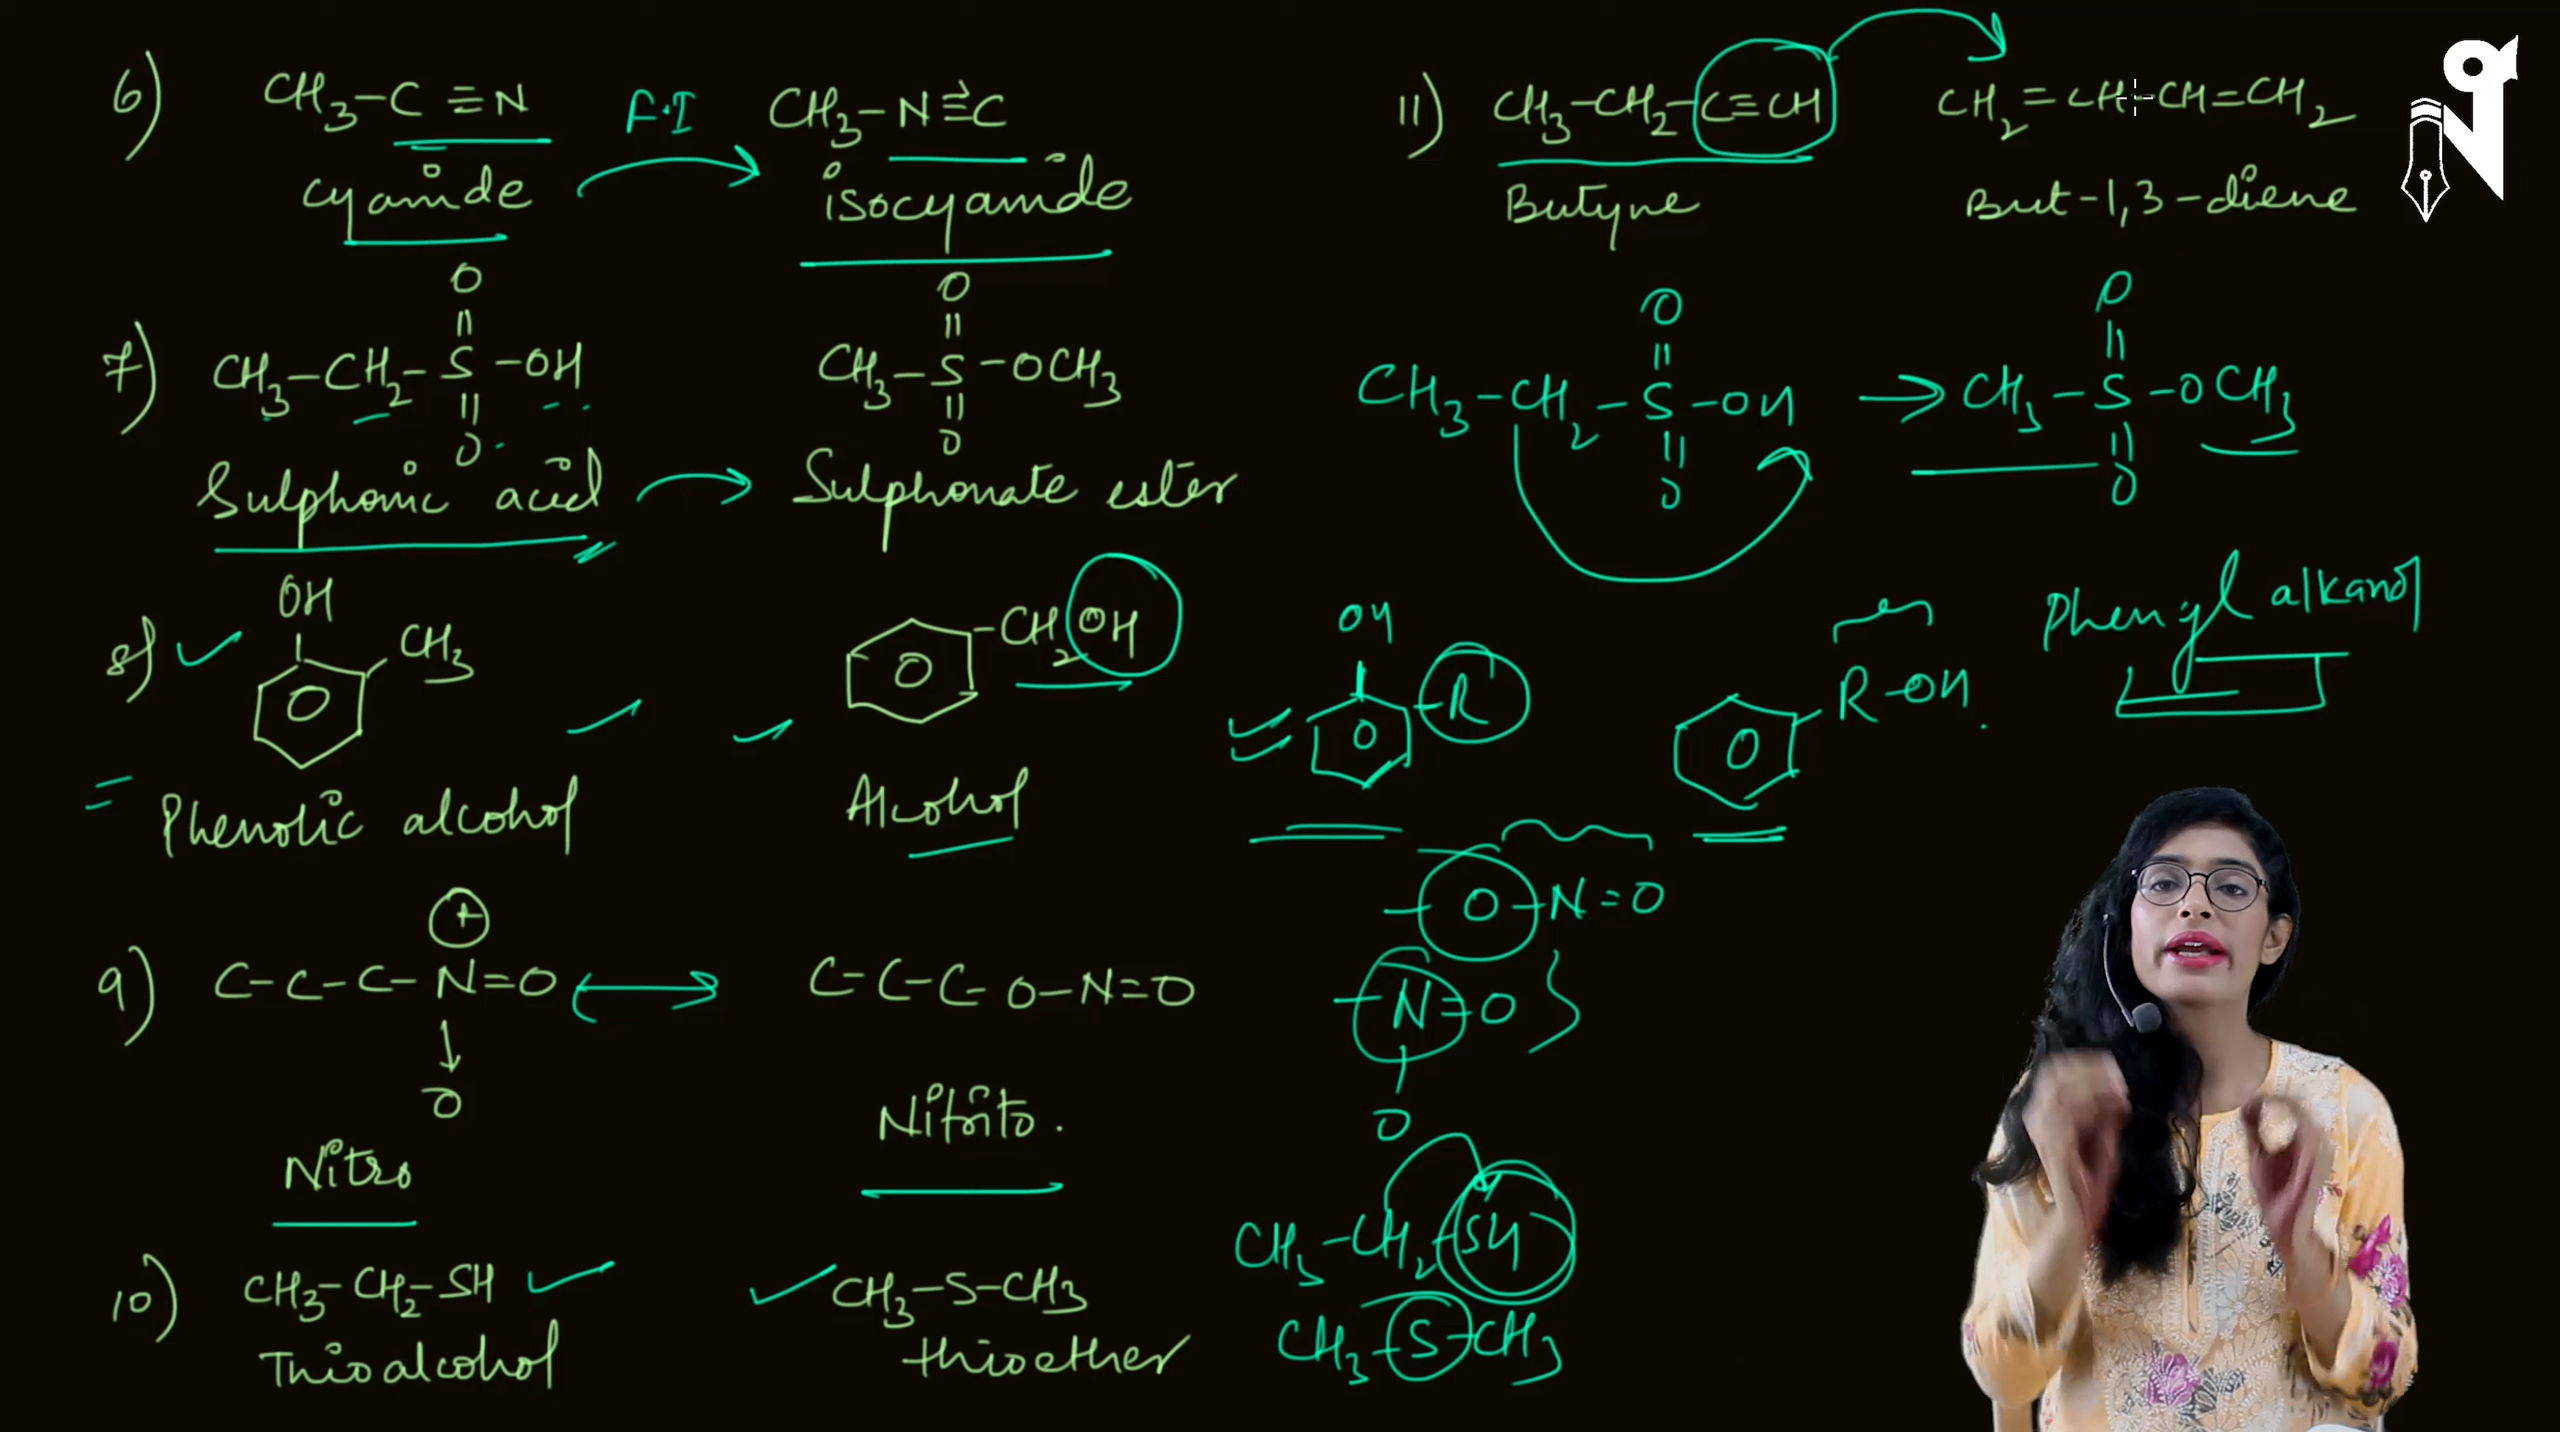 6) CH3-C≡N F.I CH3-N≡C
cyanide isocyanide
7) CH3-CH2-S-OH CH3-S-OCH3
O O
O O
Sulphonic acid Sulphonate ester
8) OH CH3 CH2OH
Phenolic alcohol Alcohol
⊕
9) C-C-C-N=O C-C-C-O-N=O
↓
O
Nitro Nitrito.
10) CH3-CH2-SH CH3-S-CH3
Thioalcohol thioether
11) CH3-CH2-C≡CH CH2=CH-CH=CH2
Butyne But-1,3-diene
O O
CH3-CH2-S-OH → CH3-S-OCH3
O O
OH
R R-OH Phenyl alkanol
-O-N=O
-N=O
O
CH3-CH2-SH
CH3-S-CH3